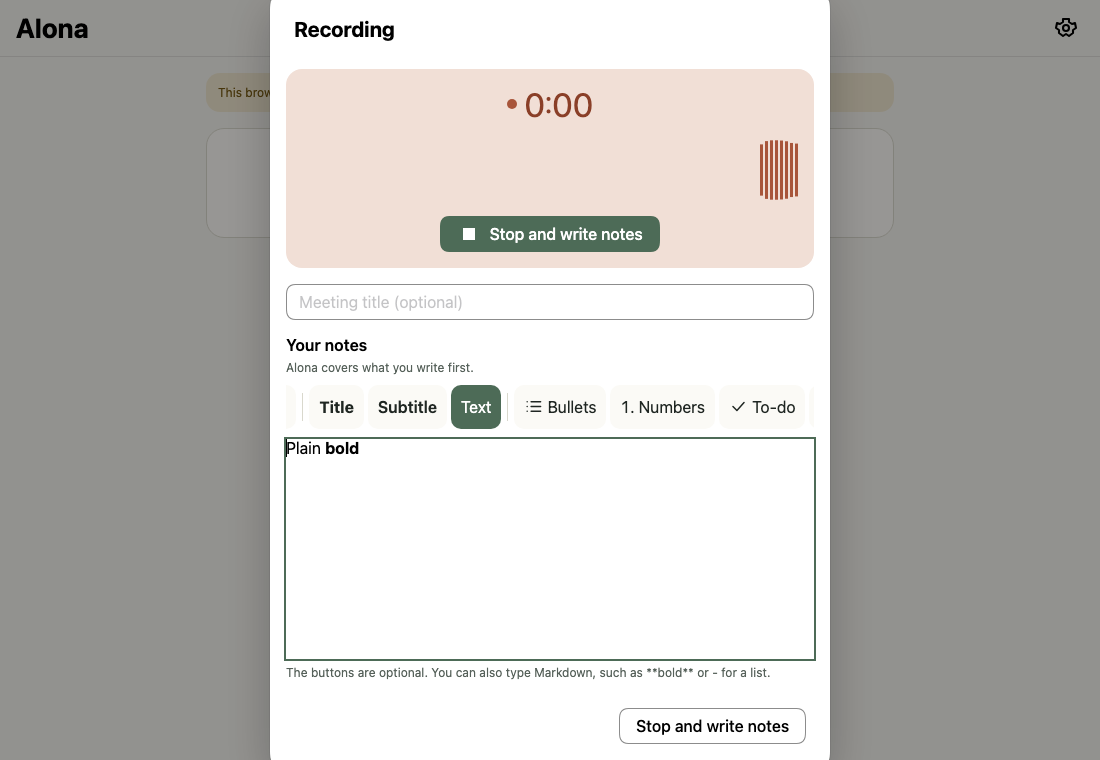 Alona
Recording
This brow
0:00
Stop and write notes
Meeting title (optional)
Your notes
Alona covers what you write first.
Title Subtitle Text Bullets 1. Numbers To-do
Plain bold
The buttons are optional. You can also type Markdown, such as **bold** or - for a list.
Stop and write notes